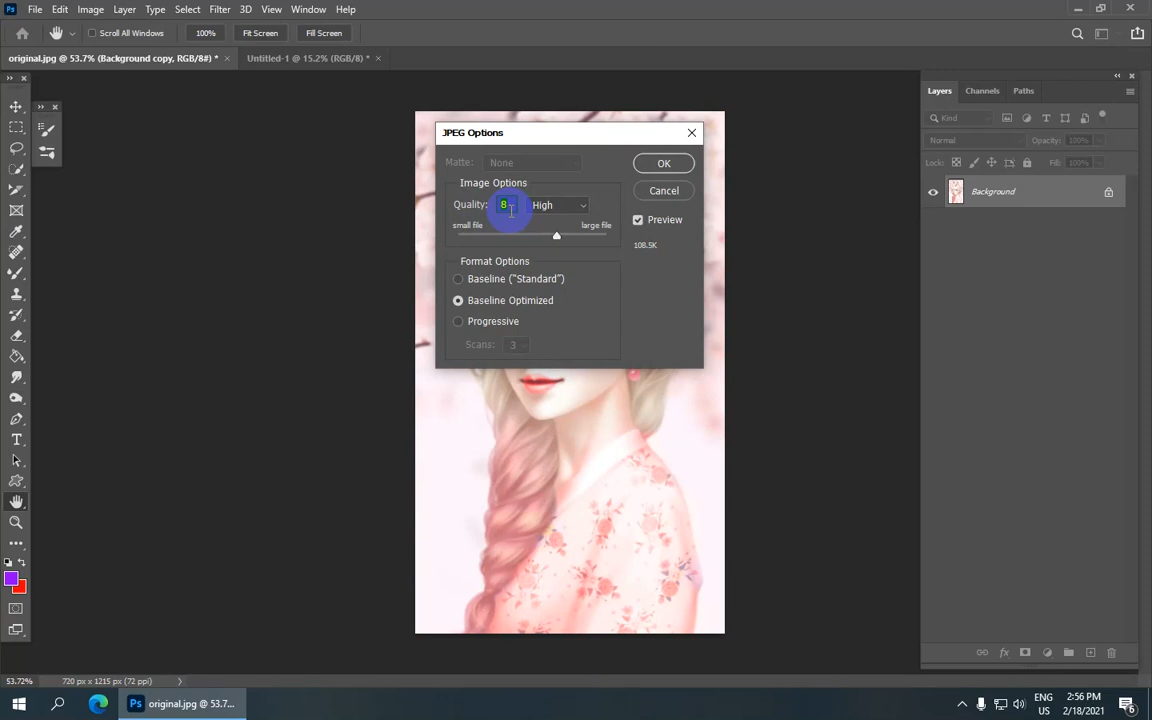 Ps File Edit Image Layer Type Select Filter 3D View Window Help
Scroll All Windows 100% Fit Screen Fill Screen
original.jpg @ 53.7% (Background copy, RGB/8#) * × Untitled-1 @ 15.2% (RGB/8) * ×
Layers Channels Paths
Kind
Normal Opacity: 100%
Lock: Fill: 100%
Background
JPEG Options
Matte: None OK
Image Options
Cancel
Quality: 8 High
Preview
small file large file
108.5K
Format Options
Baseline ("Standard")
Baseline Optimized
Progressive
Scans: 3
53.72% 720 px x 1215 px (72 ppi)
Ps original.jpg @ 53.7...
ENG
US
2:56 PM
2/18/2021
6